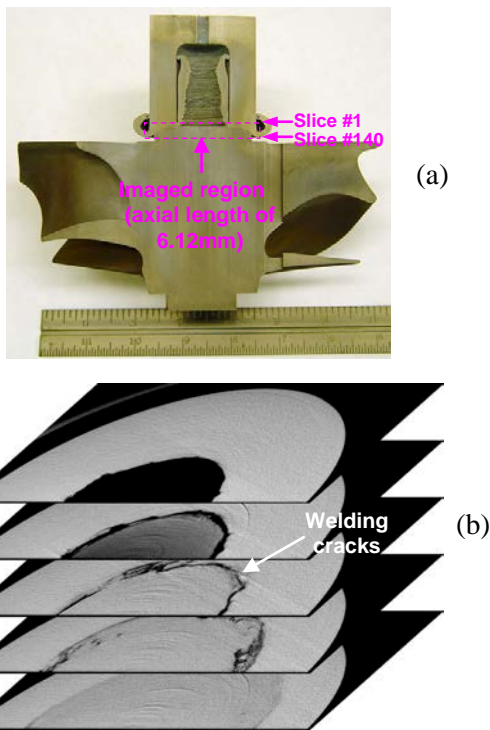 Slice #1
Slice #140
Imaged region
(axial length of
6.12mm)
(a)
Welding
cracks
(b)